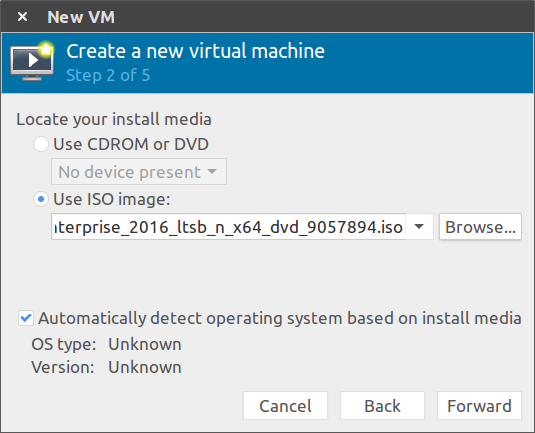 New VM
Create a new virtual machine
Step 2 of 5
Locate your install media
Use CDROM or DVD
No device present
Use ISO image:
nterprise_2016_ltsb_n_x64_dvd_9057894.iso Browse...
Automatically detect operating system based on install media
OS type: Unknown
Version: Unknown
Cancel Back Forward